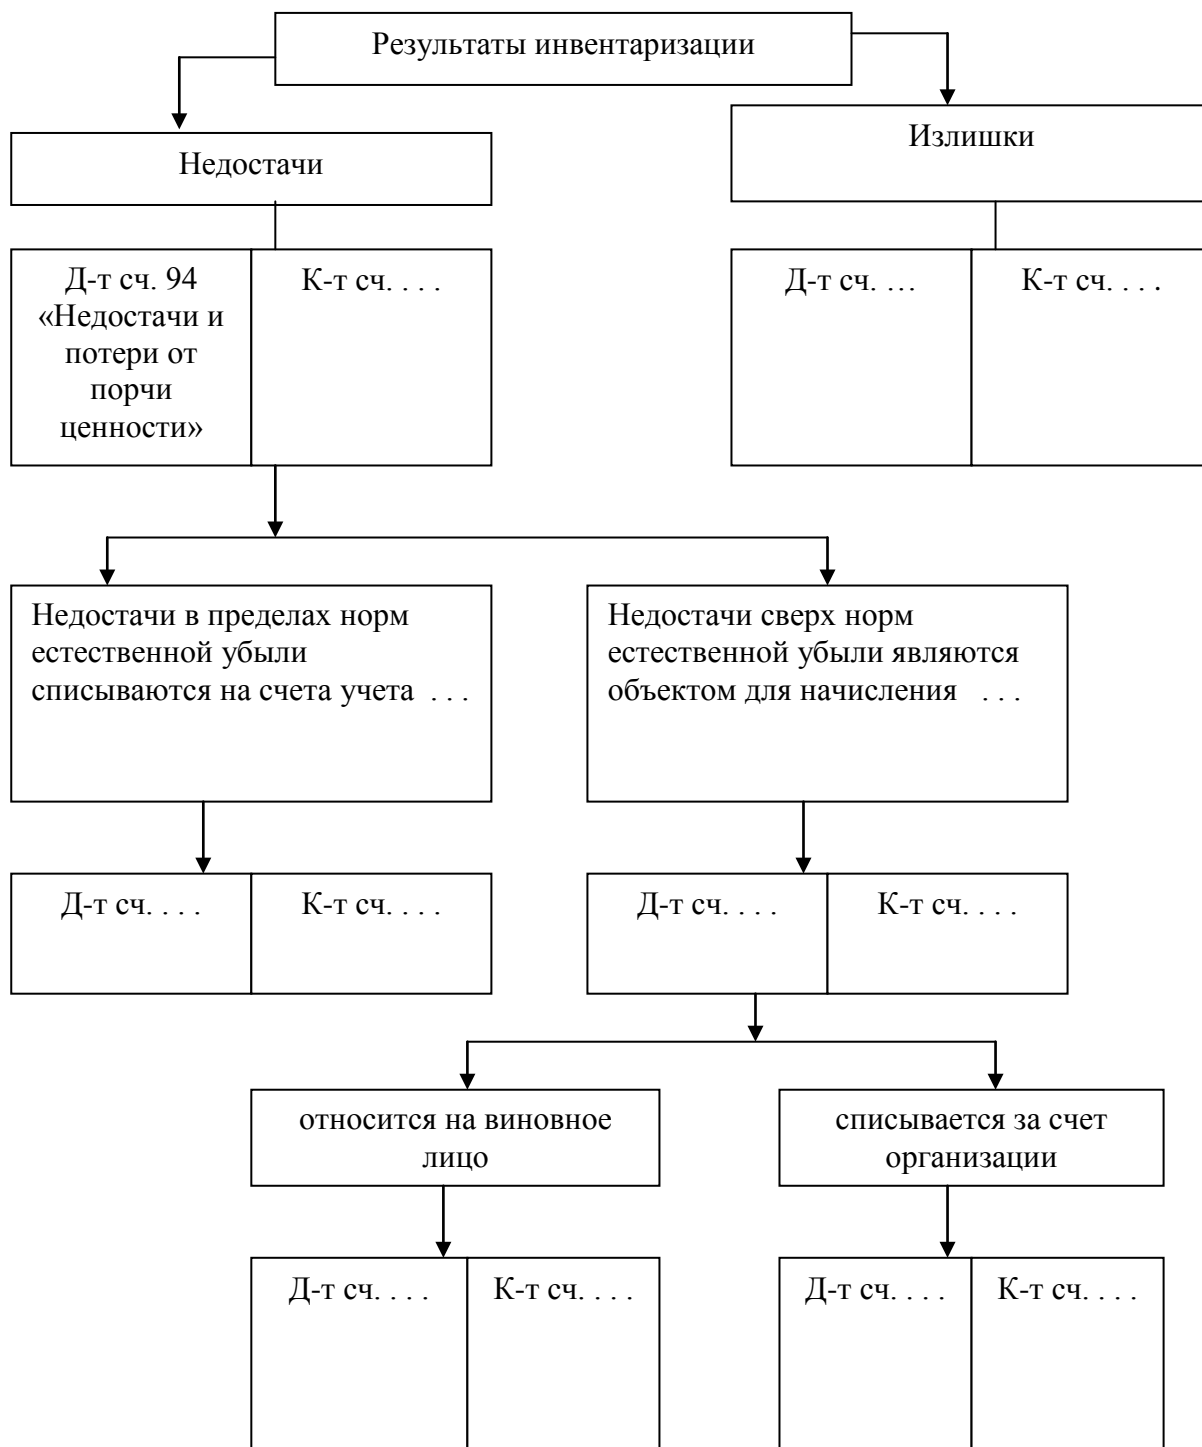 Результаты инвентаризации
Излишки
Недостачи
Д-т сч. 94
«Недостачи и
потери от
порчи
ценности»
К-т сч. . . .
Д-т сч. …
К-т сч. . . .
Недостачи в пределах норм
естественной убыли
списываются на счета учета . . .
Недостачи сверх норм
естественной убыли являются
объектом для начисления . . .
Д-т сч. . . .
К-т сч. . . .
Д-т сч. . . .
К-т сч. . . .
относится на виновное
лицо
списывается за счет
организации
Д-т сч. . . .
К-т сч. . . .
Д-т сч. . . .
К-т сч. . . .